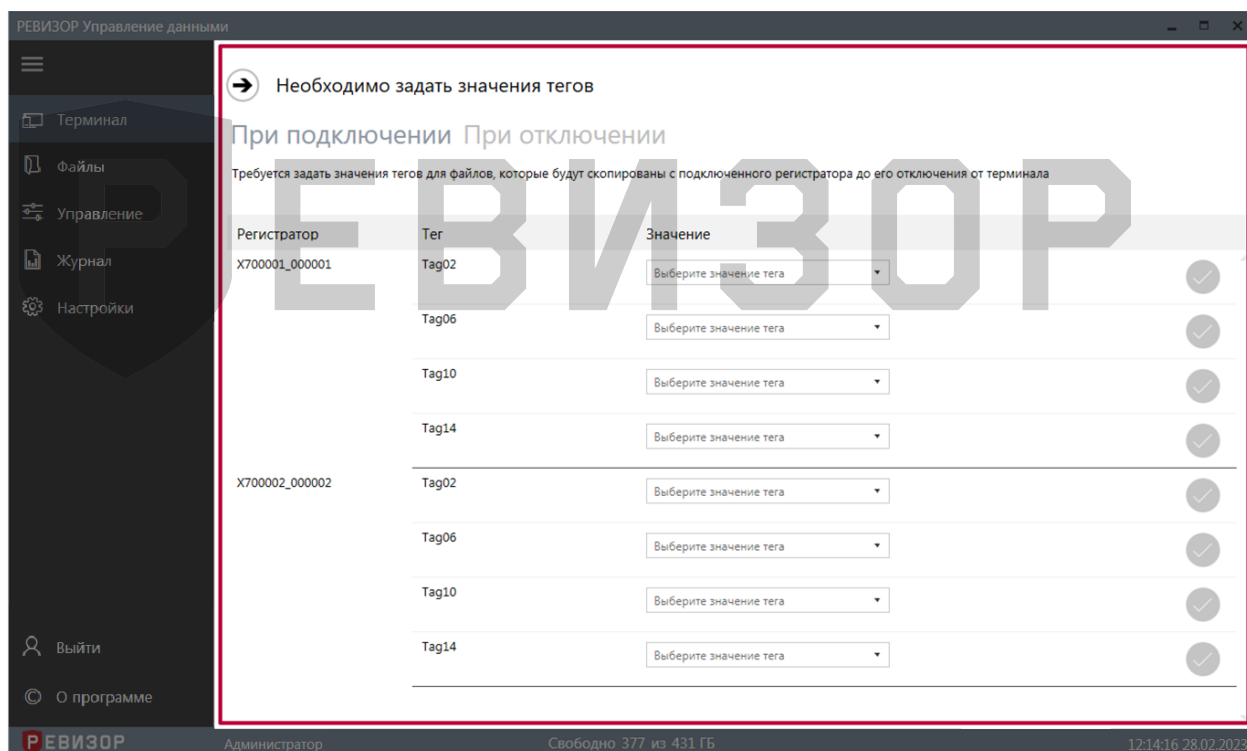 РЕВИЗОР Управление данными
Необходимо задать значения тегов
Терминал
Файлы
Управление
Журнал
Настройки
При подключении При отключении
Требуется задать значения тегов для файлов, которые будут скопированы с подключенного регистратора до его отключения от терминала
РЕВИЗОР
Регистратор Тег Значение
X700001_000001 Tag02 Выберите значение тега
Tag06 Выберите значение тега
Tag10 Выберите значение тега
Tag14 Выберите значение тега
X700002_000002 Tag02 Выберите значение тега
Tag06 Выберите значение тега
Tag10 Выберите значение тега
Tag14 Выберите значение тега
Выйти
О программе
РЕВИЗОР Администратор Свободно 377 из 431 ГБ 12:14:16 28.02.2023